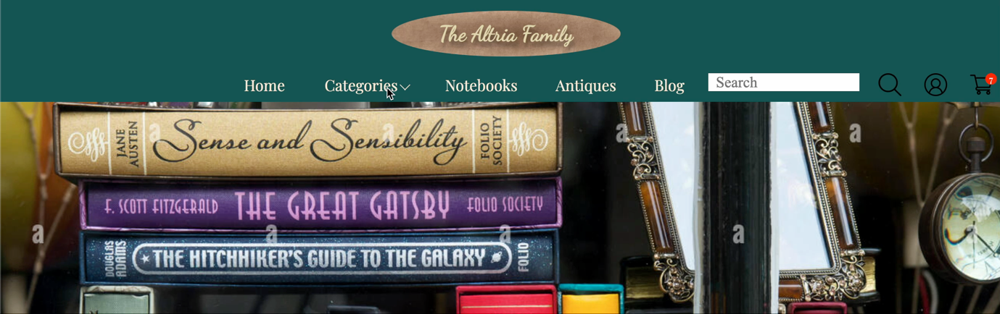 The Altria Family
Home Categories Notebooks Antiques Blog Search 7
JANE AUSTEN Sense and Sensibility FOLIO SOCIETY
F. SCOTT FITZGERALD THE GREAT GATSBY FOLIO SOCIETY
DOUGLAS ADAMS THE HITCHHIKER'S GUIDE TO THE GALAXY FOLIO
a a a a
a a a a